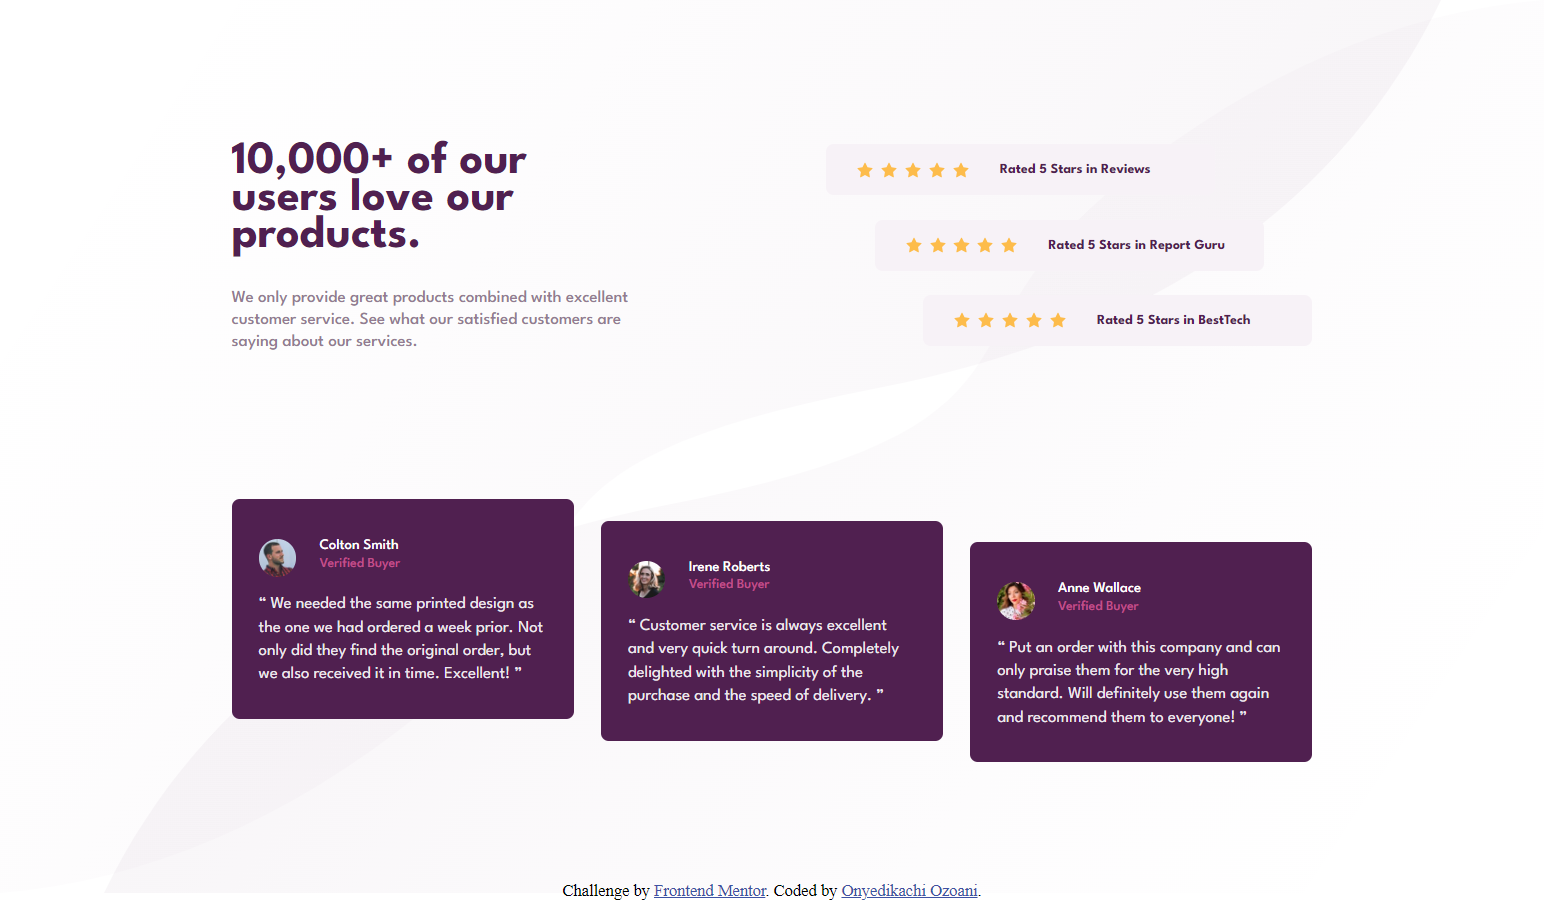 10,000+ of our
users love our
products.
We only provide great products combined with excellent
customer service. See what our satisfied customers are
saying about our services.
Rated 5 Stars in Reviews
Rated 5 Stars in Report Guru
Rated 5 Stars in BestTech
Colton Smith
Verified Buyer
“ We needed the same printed design as
the one we had ordered a week prior. Not
only did they find the original order, but
we also received it in time. Excellent! ”
Irene Roberts
Verified Buyer
“ Customer service is always excellent
and very quick turn around. Completely
delighted with the simplicity of the
purchase and the speed of delivery. ”
Anne Wallace
Verified Buyer
“ Put an order with this company and can
only praise them for the very high
standard. Will definitely use them again
and recommend them to everyone! ”
Challenge by Frontend Mentor. Coded by Onyedikachi Ozoani.